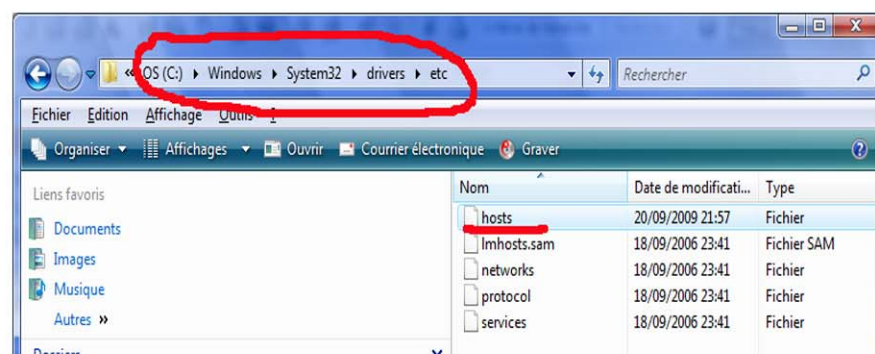 « OS (C:) ▸ Windows ▸ System32 ▸ drivers ▸ etc Rechercher
Fichier Edition Affichage Outils ?
Organiser Affichages Ouvrir Courrier électronique Graver
Liens favoris
Documents
Images
Musique
Autres »
Dossiers
Nom Date de modificati... Type
hosts 20/09/2009 21:57 Fichier
lmhosts.sam 18/09/2006 23:41 Fichier SAM
networks 18/09/2006 23:41 Fichier
protocol 18/09/2006 23:41 Fichier
services 18/09/2006 23:41 Fichier